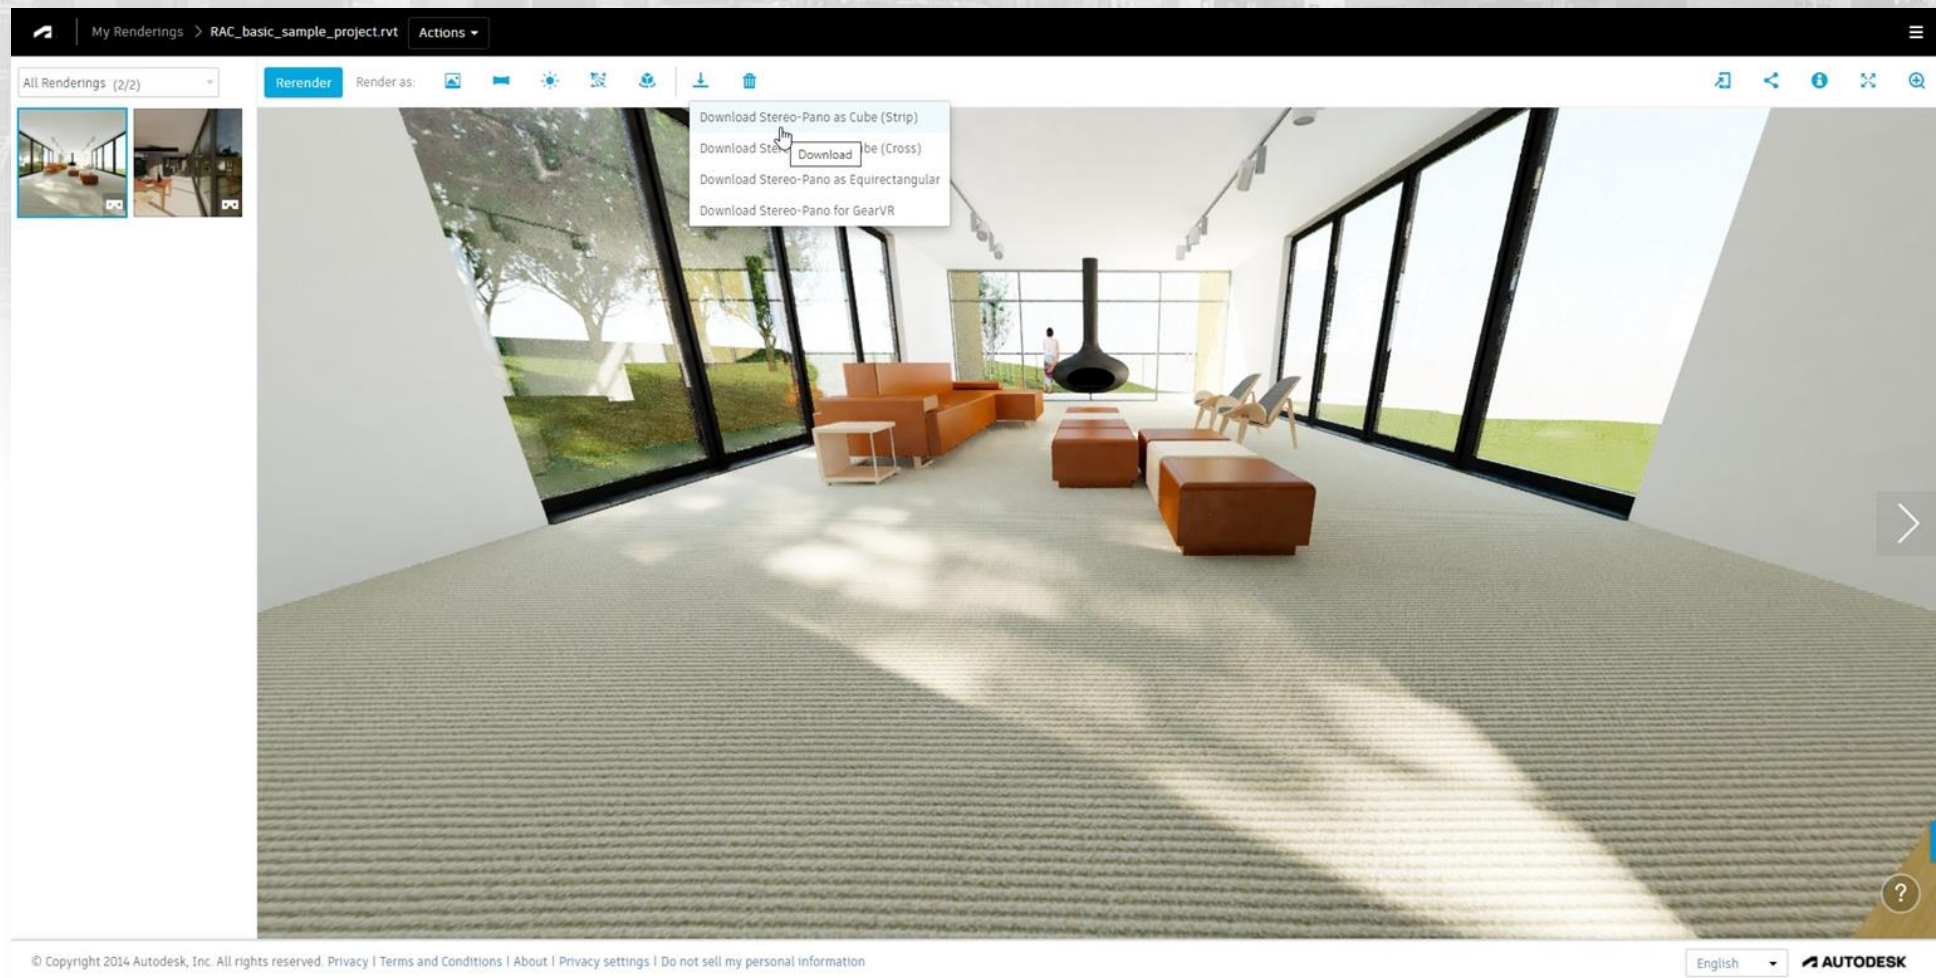 My Renderings > RAC_basic_sample_project.rvt Actions
All Renderings (2/2)
Rerender Render as:
Download Stereo-Pano as Cube (Strip)
Download Ste be (Cross)
Download
Download Stereo-Pano as Equirectangular
Download Stereo-Pano for GearVR
?
© Copyright 2014 Autodesk, Inc. All rights reserved. Privacy | Terms and Conditions | About | Privacy settings | Do not sell my personal information
English AUTODESK